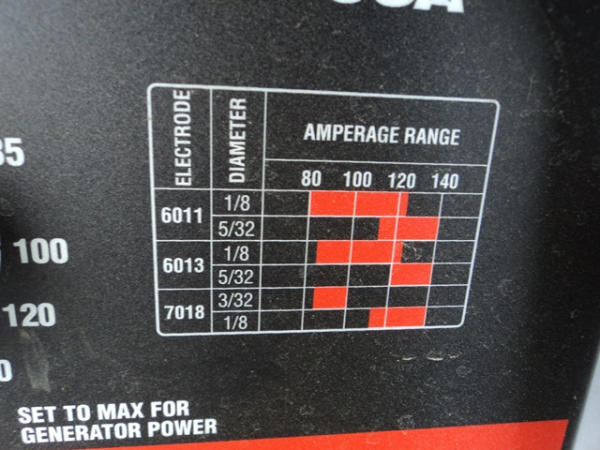 ELECTRODE DIAMETER AMPERAGE RANGE
80 100 120 140
6011 1/8
5/32
6013 1/8
5/32
7018 3/32
1/8
100
120
SET TO MAX FOR
GENERATOR POWER